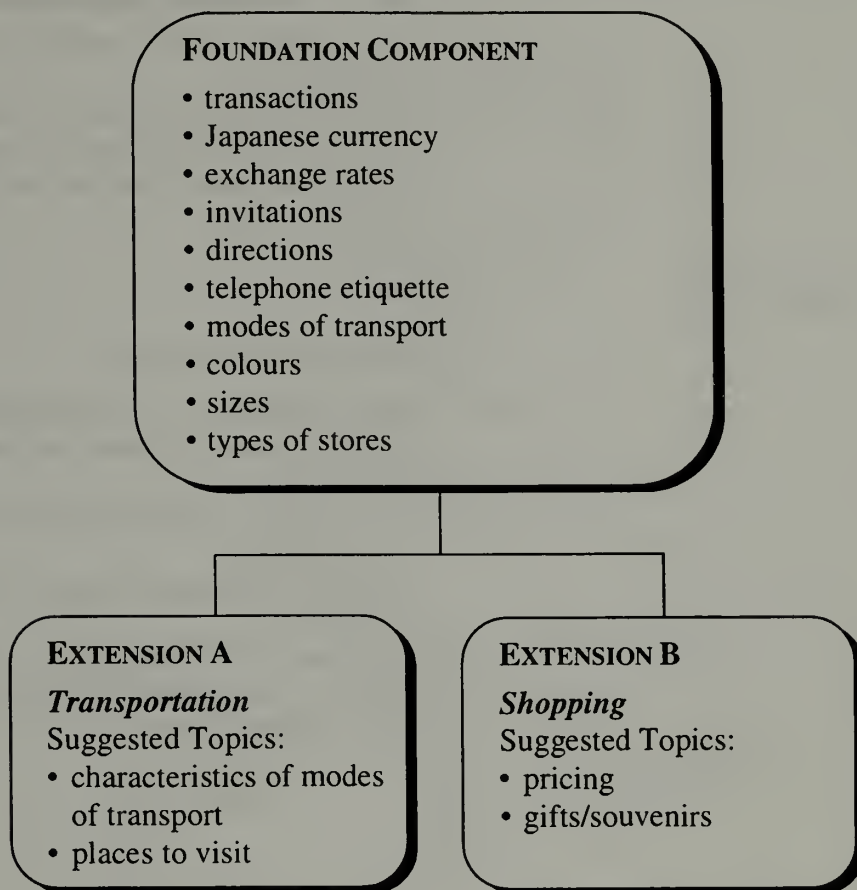 FOUNDATION COMPONENT
• transactions
• Japanese currency
• exchange rates
• invitations
• directions
• telephone etiquette
• modes of transport
• colours
• sizes
• types of stores
EXTENSION A
Transportation
Suggested Topics:
• characteristics of modes
of transport
• places to visit
EXTENSION B
Shopping
Suggested Topics:
• pricing
• gifts/souvenirs